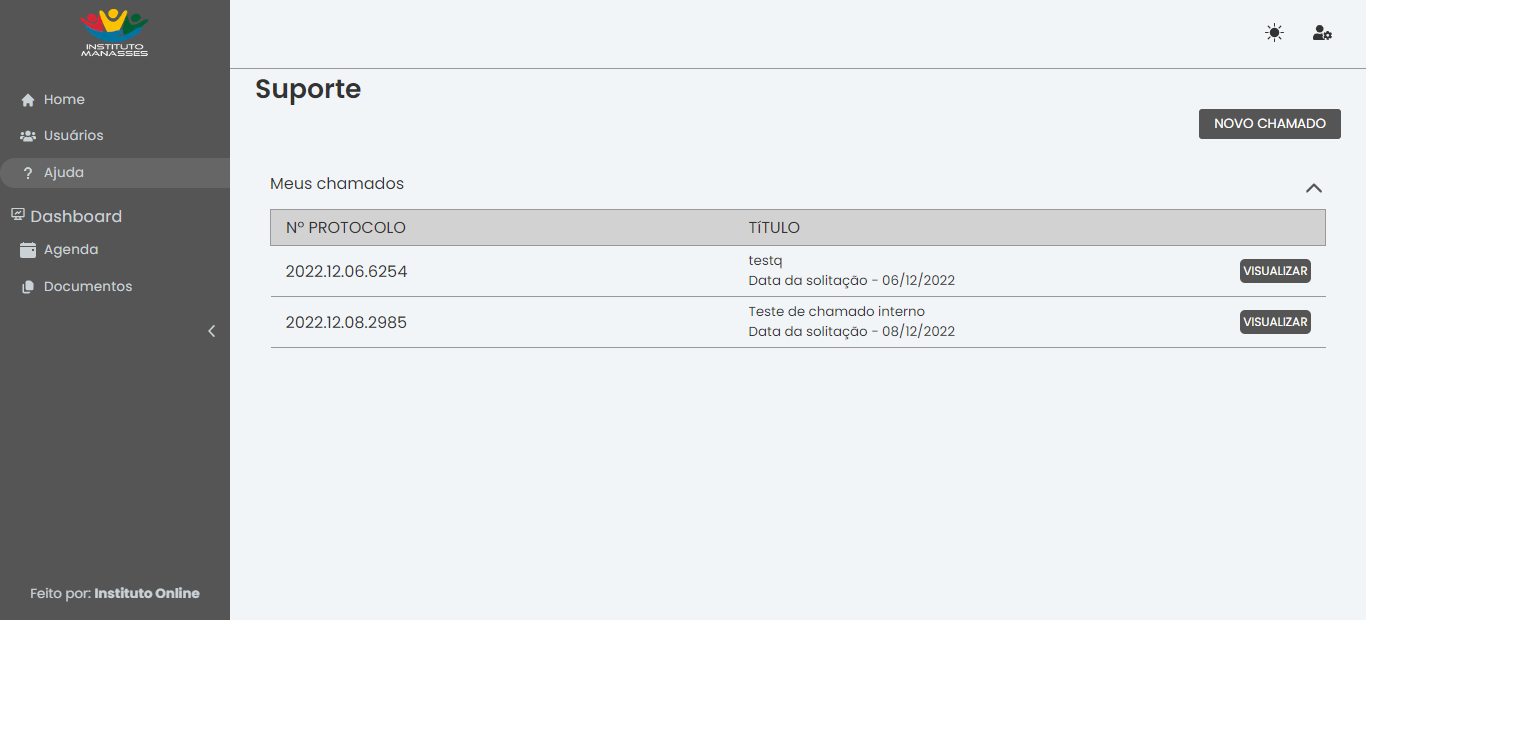 INSTITUTO
MANASSES
Home
Usuários
Ajuda
Dashboard
Agenda
Documentos
Feito por: Instituto Online
Suporte
NOVO CHAMADO
Meus chamados
Nº PROTOCOLO TíTULO
2022.12.06.6254
testq
Data da solitação - 06/12/2022
VISUALIZAR
2022.12.08.2985
Teste de chamado interno
Data da solitação - 08/12/2022
VISUALIZAR